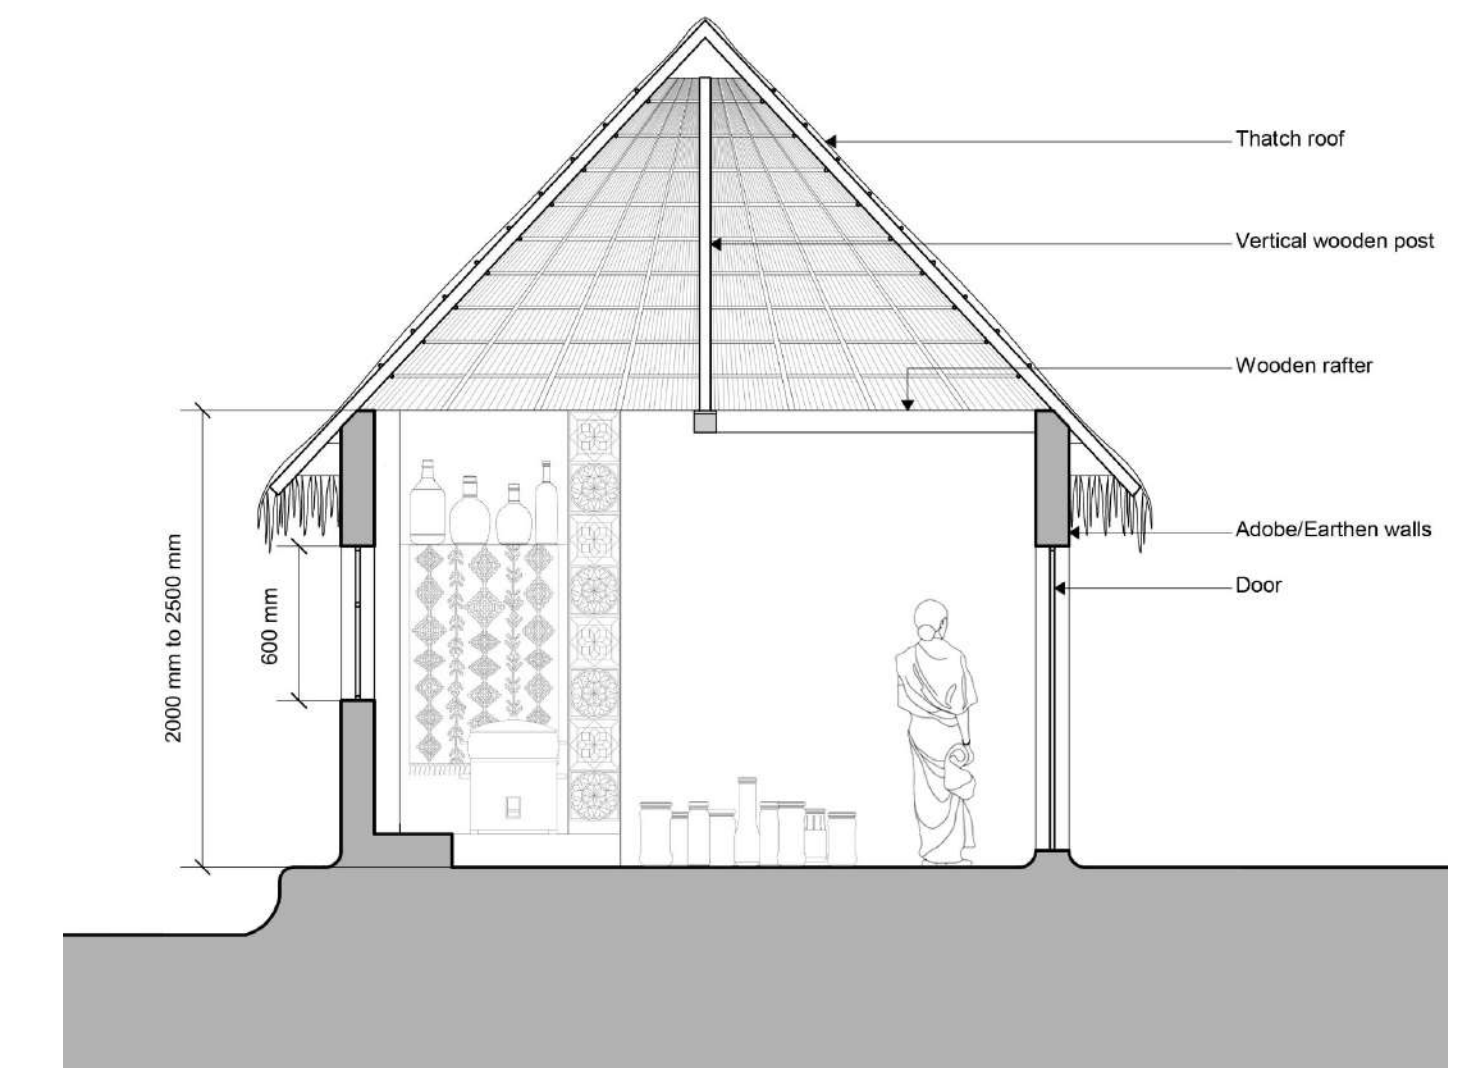 Thatch roof
Vertical wooden post
Wooden rafter
Adobe/Earthen walls
Door
2000 mm to 2500 mm
600 mm